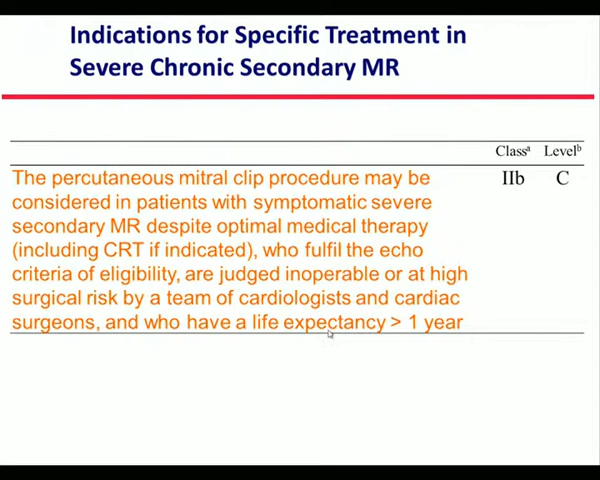 Indications for Specific Treatment in
Severe Chronic Secondary MR
Classᵃ Levelᵇ
The percutaneous mitral clip procedure may be IIb C
considered in patients with symptomatic severe
secondary MR despite optimal medical therapy
(including CRT if indicated), who fulfil the echo
criteria of eligibility, are judged inoperable or at high
surgical risk by a team of cardiologists and cardiac
surgeons, and who have a life expectancy > 1 year